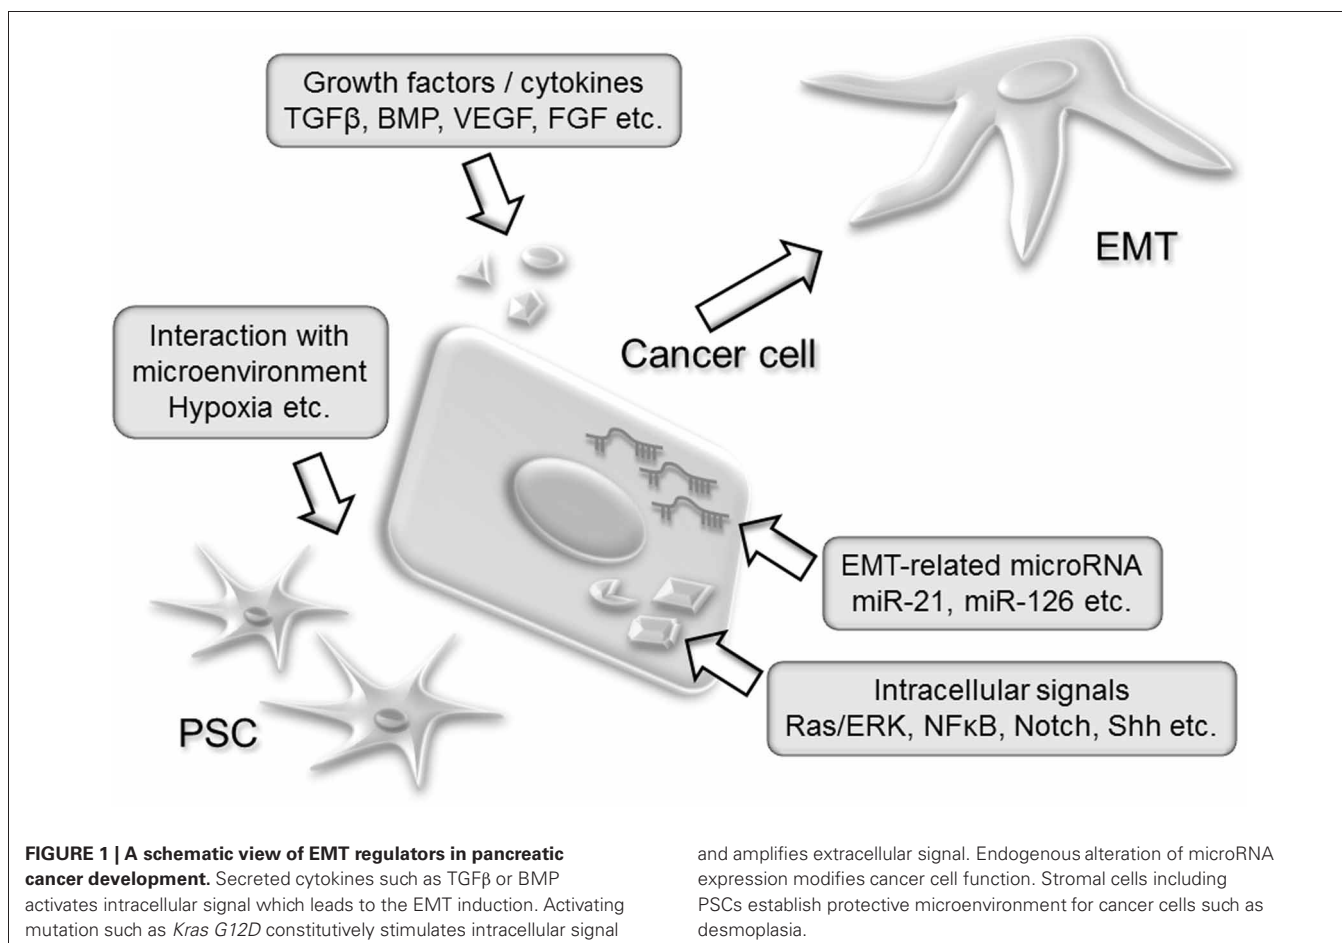 Growth factors / cytokines
TGFβ, BMP, VEGF, FGF etc.
EMT
Interaction with
microenvironment
Hypoxia etc.
Cancer cell
EMT-related microRNA
miR-21, miR-126 etc.
Intracellular signals
Ras/ERK, NFκB, Notch, Shh etc.
PSC
FIGURE 1 | A schematic view of EMT regulators in pancreatic
cancer development. Secreted cytokines such as TGFβ or BMP
activates intracellular signal which leads to the EMT induction. Activating
mutation such as Kras G12D constitutively stimulates intracellular signal
and amplifies extracellular signal. Endogenous alteration of microRNA
expression modifies cancer cell function. Stromal cells including
PSCs establish protective microenvironment for cancer cells such as
desmoplasia.